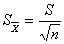 S_X̅ = S/√n